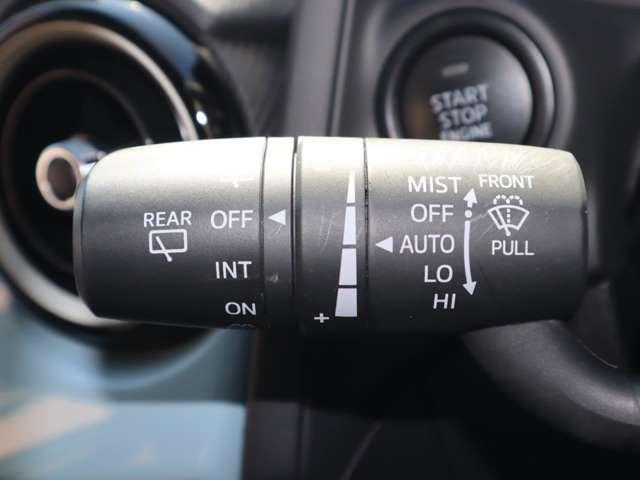 START
STOP
ENGINE
REAR
OFF
INT
ON
+
MIST
OFF
AUTO
LO
HI
FRONT
PULL